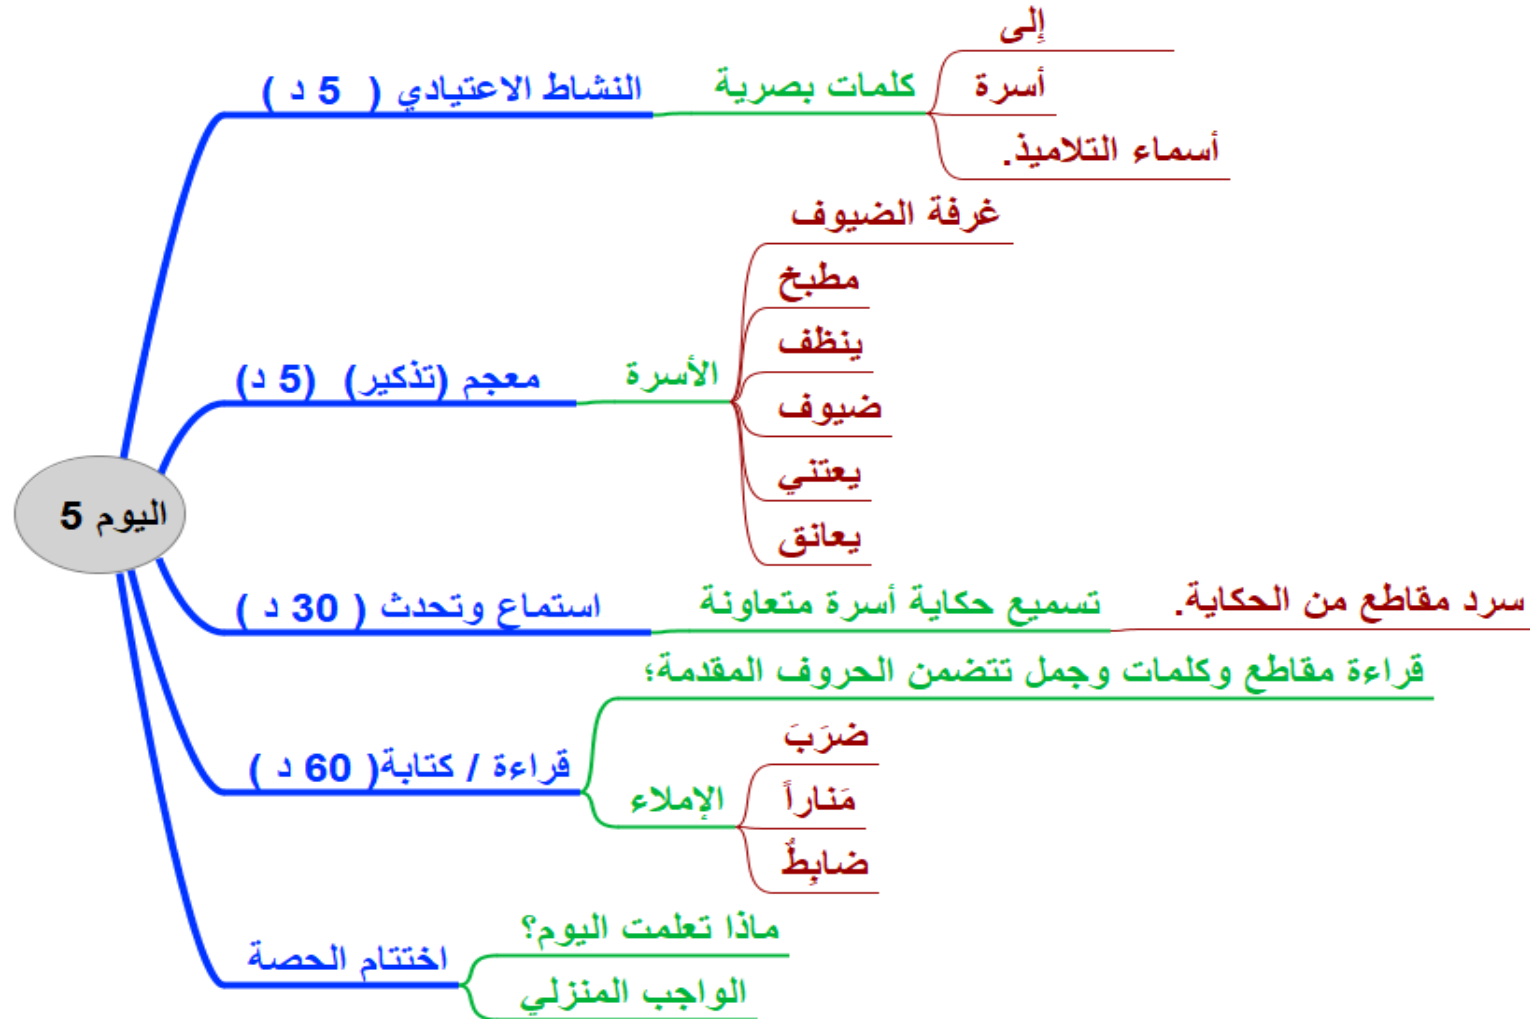 اليوم 5
النشاط الاعتيادي ( 5 د )
كلمات بصرية
إِلى
أسرة
أسماء التلاميذ.
معجم (تذكير) (5 د)
الأسرة
غرفة الضيوف
مطبخ
ينظف
ضيوف
يعتني
يعانق
استماع وتحدث ( 30 د )
تسميع حكاية أسرة متعاونة
سرد مقاطع من الحكاية.
قراءة / كتابة( 60 د )
قراءة مقاطع وكلمات وجمل تتضمن الحروف المقدمة؛
الإملاء
ضرَبَ
مَناراً
ضابِطٌ
اختتام الحصة
ماذا تعلمت اليوم؟
الواجب المنزلي